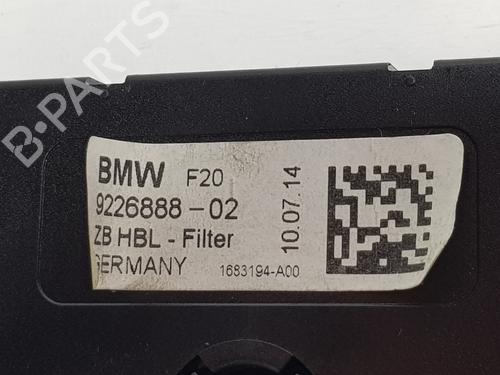 BMW F20
9226888-02
ZB HBL - Filter
GERMANY 1683194-A00
10.07.14
B-PARTS